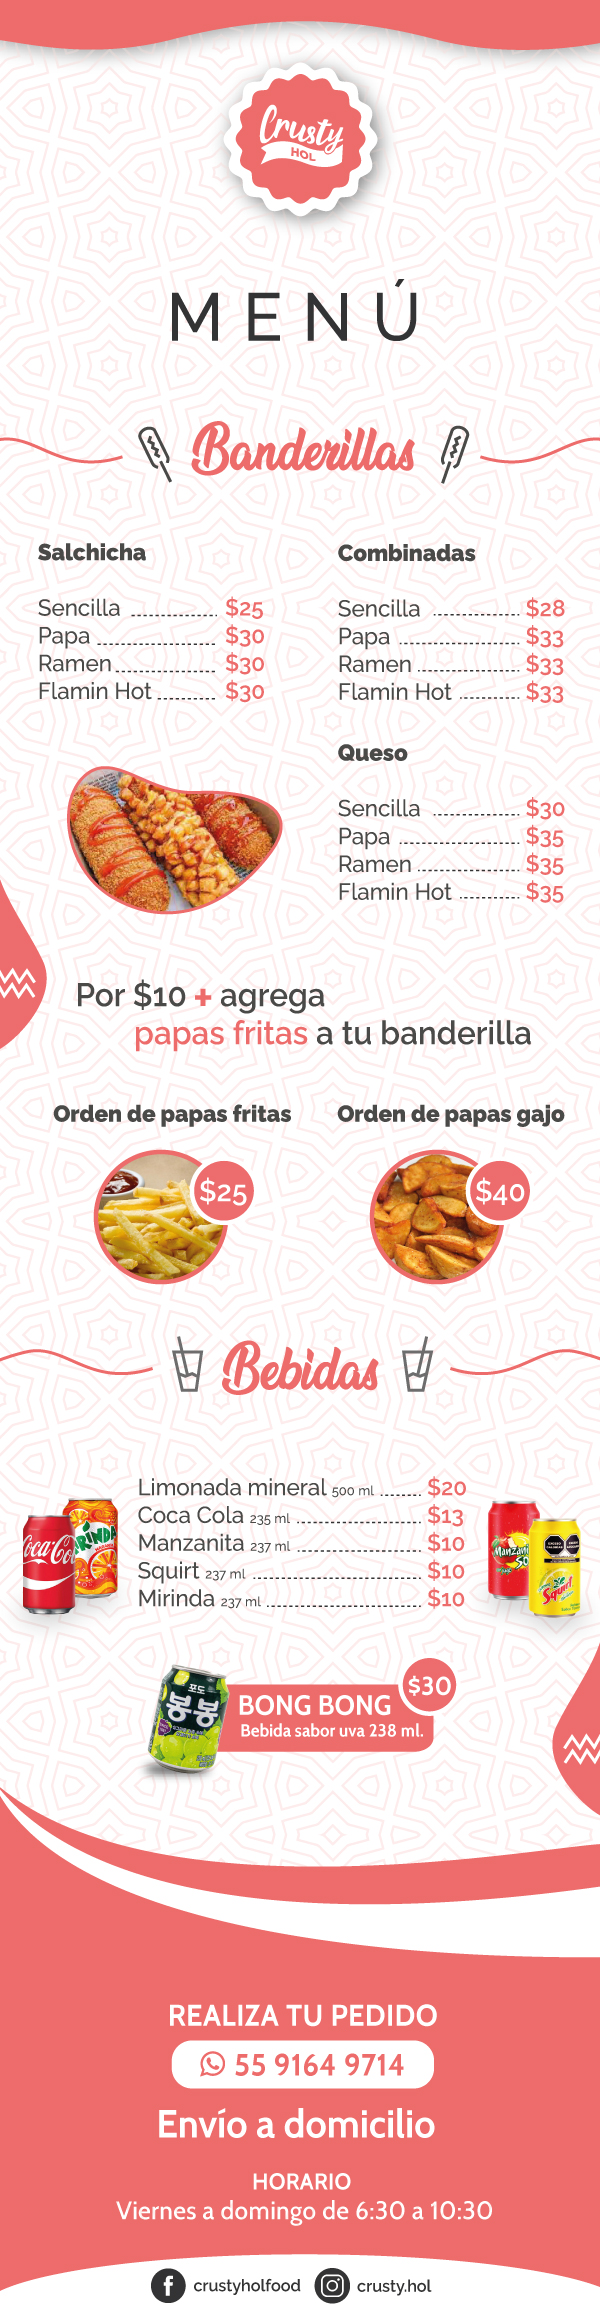 Crusty
HOL
MENÚ
Banderillas
Salchicha
Sencilla $25
Papa $30
Ramen $30
Flamin Hot $30
Combinadas
Sencilla $28
Papa $33
Ramen $33
Flamin Hot $33
Queso
Sencilla $30
Papa $35
Ramen $35
Flamin Hot $35
Por $10 + agrega
papas fritas a tu banderilla
Orden de papas fritas
$25
Orden de papas gajo
$40
Bebidas
Limonada mineral 500 ml $20
Coca Cola 235 ml $13
Manzanita 237 ml $10
Squirt 237 ml $10
Mirinda 237 ml $10
포도
봉봉
BONG BONG
$30
Bebida sabor uva 238 ml.
REALIZA TU PEDIDO
55 9164 9714
Envío a domicilio
HORARIO
Viernes a domingo de 6:30 a 10:30
crustyholfood
crusty.hol